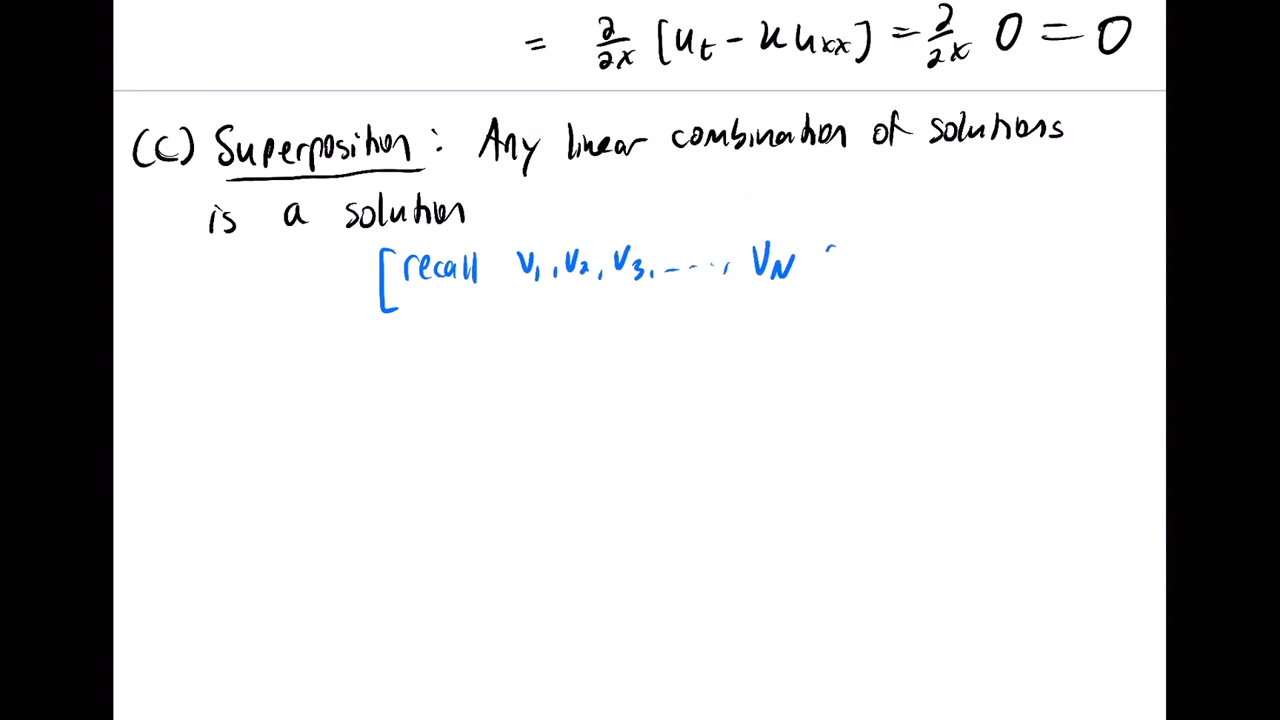 = ∂/∂x [u_t - κ u_xx] = ∂/∂x 0 = 0
(C) Superposition: Any linear combination of solutions
is a solution
[recall v_1, v_2, v_3, ...., v_N